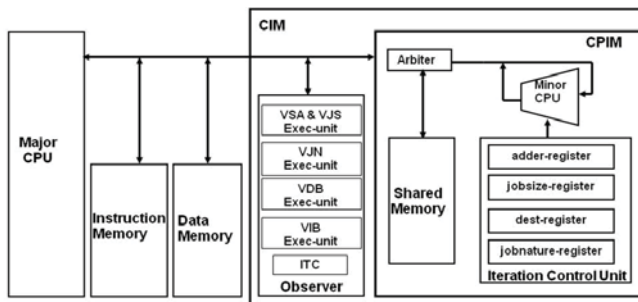 CIM
CPIM
Arbiter
Minor
CPU
VSA & VJS
Exec-unit
Major
CPU
VJN
Exec-unit
adder-register
jobsize-register
VDB
Exec-unit
Shared
Memory
Instruction
Memory
Data
Memory
dest-register
VIB
Exec-unit
jobnature-register
ITC
Observer
Iteration Control Unit